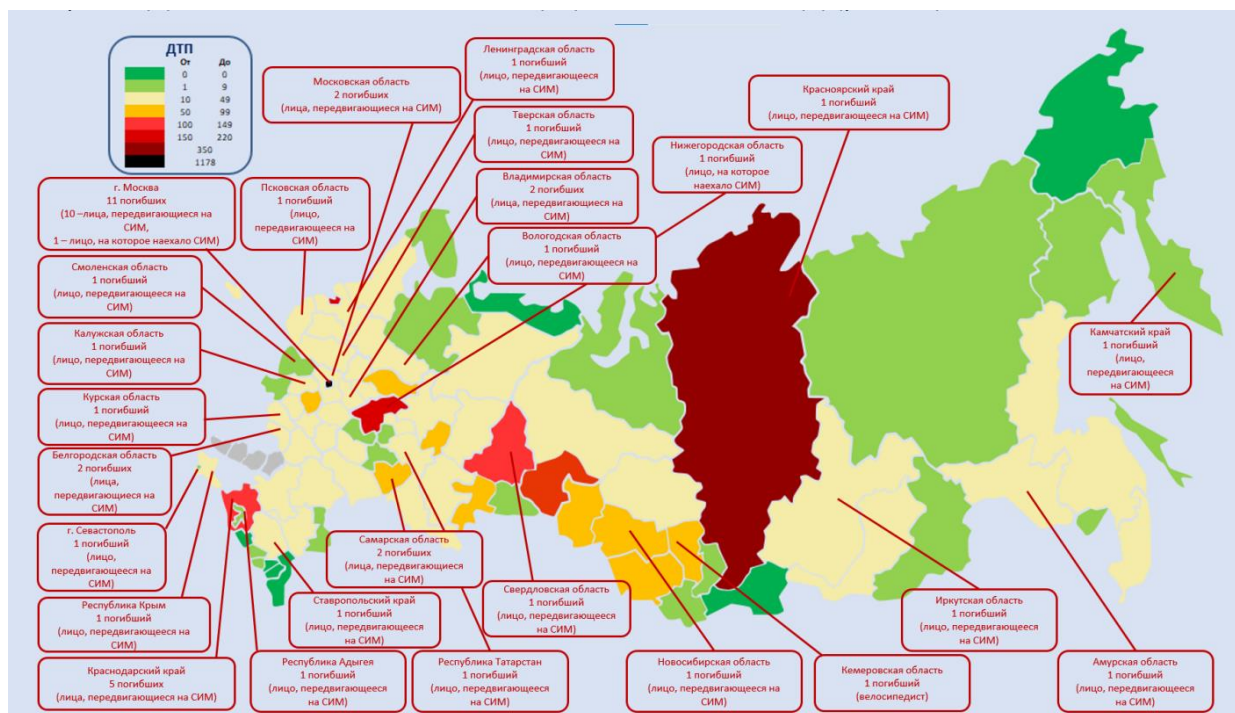 ДТП
От До
0 0
1 9
10 49
50 99
100 149
150 220
350
1178
Ленинградская область
1 погибший
(лицо, передвигающееся
на СИМ)
Московская область
2 погибших
(лица, передвигающиеся на СИМ)
Красноярский край
1 погибший
(лицо, передвигающееся на СИМ)
Тверская область
1 погибший
(лицо, передвигающееся на
СИМ)
Нижегородская область
1 погибший
(лицо, на которое
наехало СИМ)
г. Москва
11 погибших
(10 –лица, передвигающиеся на
СИМ,
1 – лицо, на которое наехало СИМ)
Псковская область
1 погибший
(лицо,
передвигающееся на
СИМ)
Владимирская область
2 погибших
(лица, передвигающиеся на
СИМ)
Вологодская область
1 погибший
(лицо, передвигающееся на
СИМ)
Смоленская область
1 погибший
(лицо, передвигающееся на
СИМ)
Калужская область
1 погибший
(лицо, передвигающееся на
СИМ)
Камчатский край
1 погибший
(лицо,
передвигающееся
на СИМ)
Курская область
1 погибший
(лицо, передвигающееся на
СИМ)
Белгородская область
2 погибших
(лица,
передвигающиеся на
СИМ)
г. Севастополь
1 погибший
(лицо,
передвигающееся на
СИМ)
Самарская область
2 погибших
(лица, передвигающиеся
на СИМ)
Свердловская область
1 погибший
(лицо, передвигающееся
на СИМ)
Республика Крым
1 погибший
(лицо, передвигающееся на
СИМ)
Ставропольский край
1 погибший
(лицо, передвигающееся
на СИМ)
Иркутская область
1 погибший
(лицо, передвигающееся
на СИМ)
Краснодарский край
5 погибших
(лица, передвигающиеся на СИМ)
Республика Адыгея
1 погибший
(лицо, передвигающееся
на СИМ)
Республика Татарстан
1 погибший
(лицо, передвигающееся
на СИМ)
Новосибирская область
1 погибший
(лицо, передвигающееся на
СИМ)
Кемеровская область
1 погибший
(велосипедист)
Амурская область
1 погибший
(лицо, передвигающееся
на СИМ)